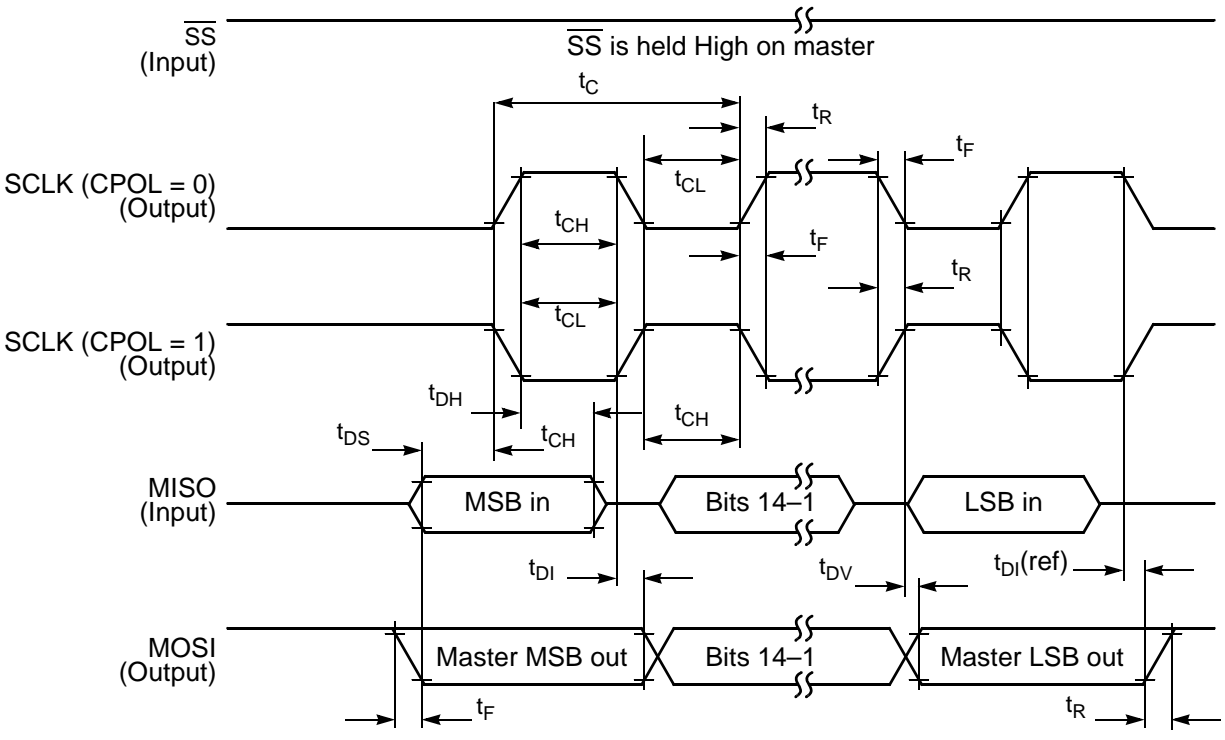 SS
(Input)
SS is held High on master
tC
tR
tF
SCLK (CPOL = 0)
(Output)
tCL
tCH
tF
tR
tCL
SCLK (CPOL = 1)
(Output)
tDH
tCH
tCH
tDS
MISO
(Input)
MSB in
Bits 14–1
LSB in
tDI
tDV
tDI(ref)
MOSI
(Output)
Master MSB out
Bits 14–1
Master LSB out
tF
tR